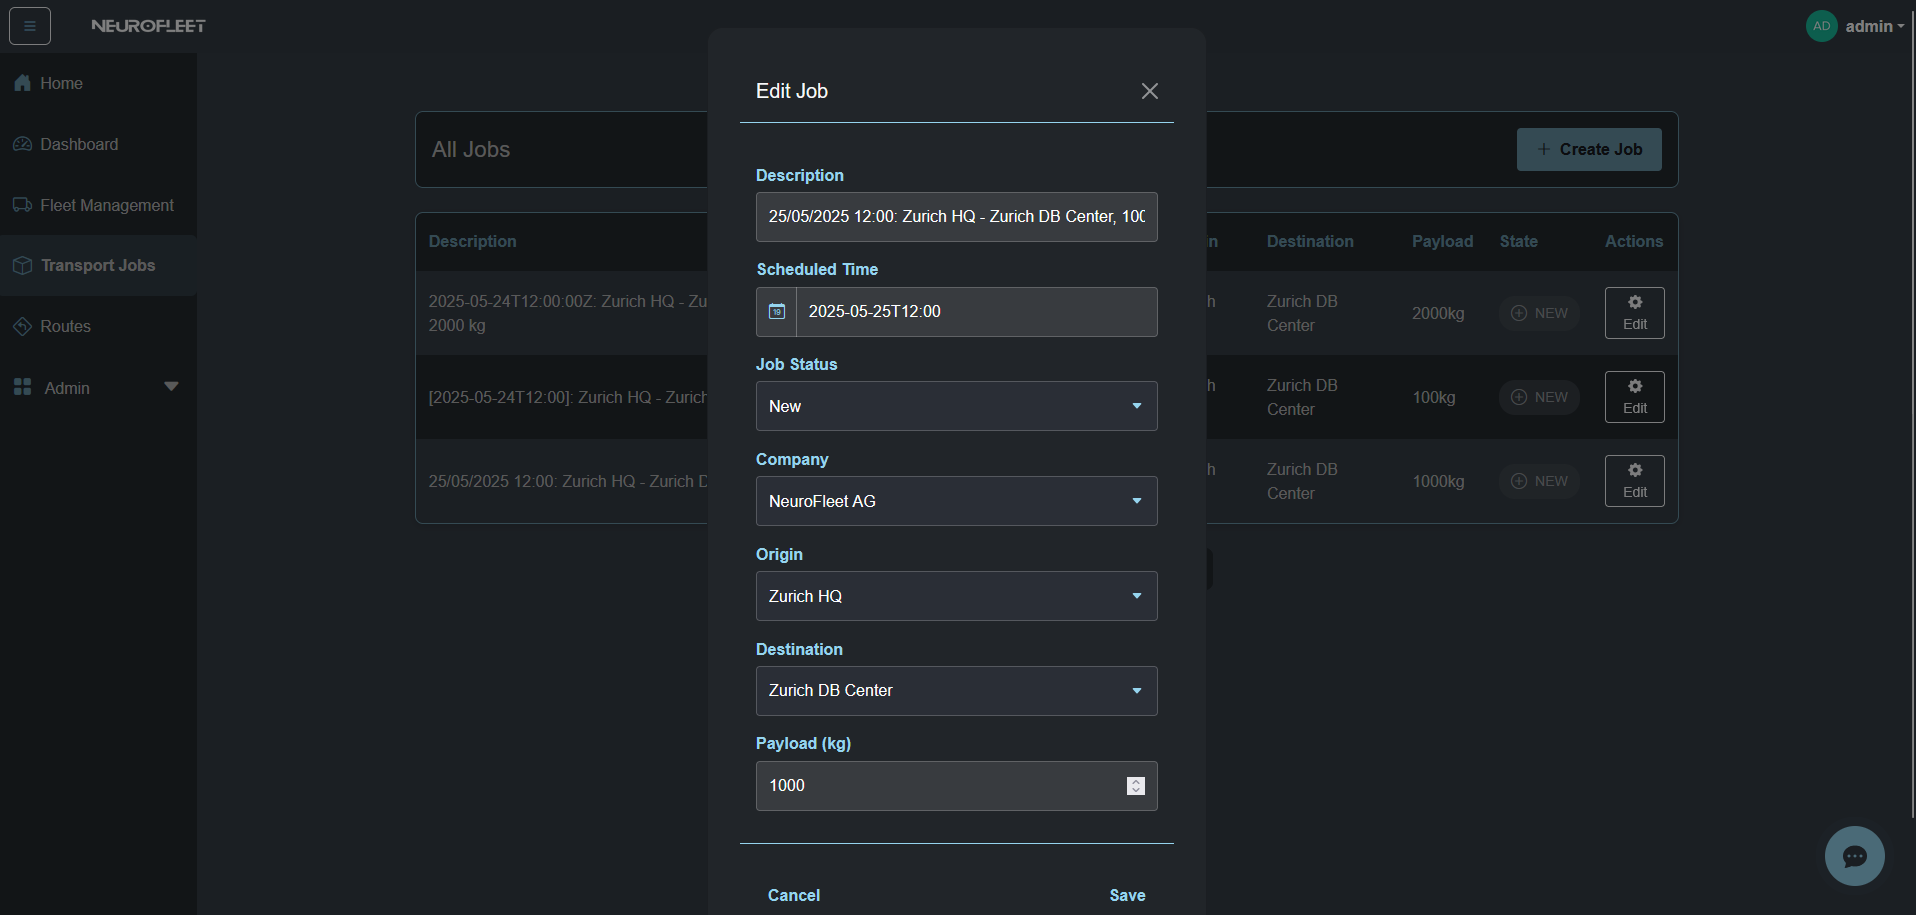 NEUROFLEET
AD admin
Home
Dashboard
Fleet Management
Transport Jobs
Routes
Admin
All Jobs
+ Create Job
Description
Destination
Payload
State
Actions
2025-05-24T12:00:00Z: Zurich HQ - Zu
2000 kg
Zurich DB
Center
2000kg
NEW
Edit
[2025-05-24T12:00]: Zurich HQ - Zurich
Zurich DB
Center
100kg
NEW
Edit
25/05/2025 12:00: Zurich HQ - Zurich D
Zurich DB
Center
1000kg
NEW
Edit
Edit Job
Description
25/05/2025 12:00: Zurich HQ - Zurich DB Center, 100
Scheduled Time
19
2025-05-25T12:00
Job Status
New
Company
NeuroFleet AG
Origin
Zurich HQ
Destination
Zurich DB Center
Payload (kg)
1000
Cancel
Save